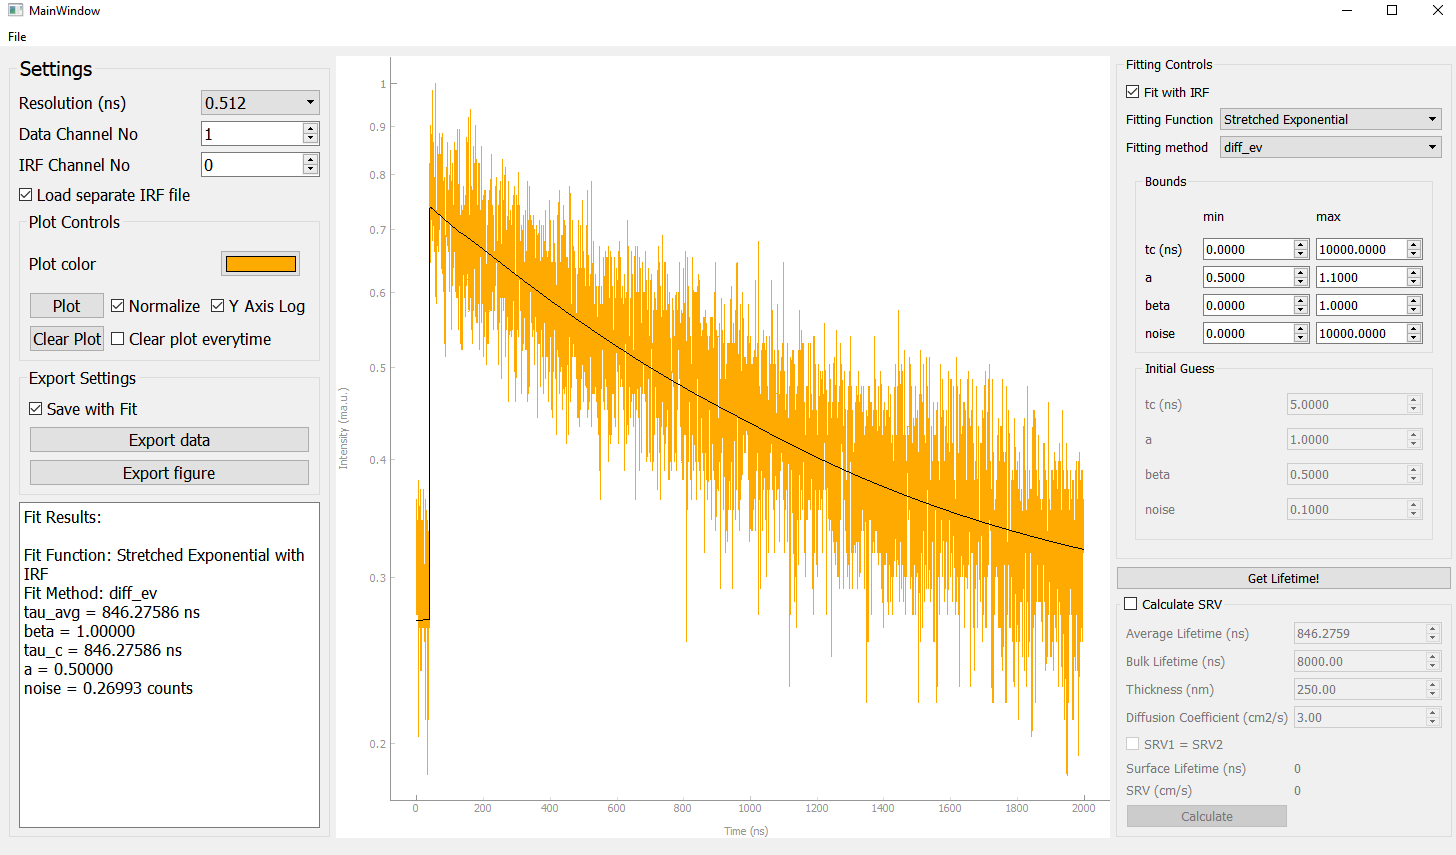 MainWindow
File
Settings
Resolution (ns) 0.512
Data Channel No 1
IRF Channel No 0
Load separate IRF file
Plot Controls
Plot color
Plot Normalize Y Axis Log
Clear Plot Clear plot everytime
Export Settings
Save with Fit
Export data
Export figure
Fit Results:
Fit Function: Stretched Exponential with
IRF
Fit Method: diff_ev
tau_avg = 846.27586 ns
beta = 1.00000
tau_c = 846.27586 ns
a = 0.50000
noise = 0.26993 counts
Intensity (ma.u.)
1
0.9
0.8
0.7
0.6
0.5
0.4
0.3
0.2
0 200 400 600 800 1000 1200 1400 1600 1800 2000
Time (ns)
Fitting Controls
Fit with IRF
Fitting Function Stretched Exponential
Fitting method diff_ev
Bounds
min max
tc (ns) 0.0000 10000.0000
a 0.5000 1.1000
beta 0.0000 1.0000
noise 0.0000 10000.0000
Initial Guess
tc (ns) 5.0000
a 1.0000
beta 0.5000
noise 0.1000
Get Lifetime!
Calculate SRV
Average Lifetime (ns) 846.2759
Bulk Lifetime (ns) 8000.00
Thickness (nm) 250.00
Diffusion Coefficient (cm2/s) 3.00
SRV1 = SRV2
Surface Lifetime (ns) 0
SRV (cm/s) 0
Calculate